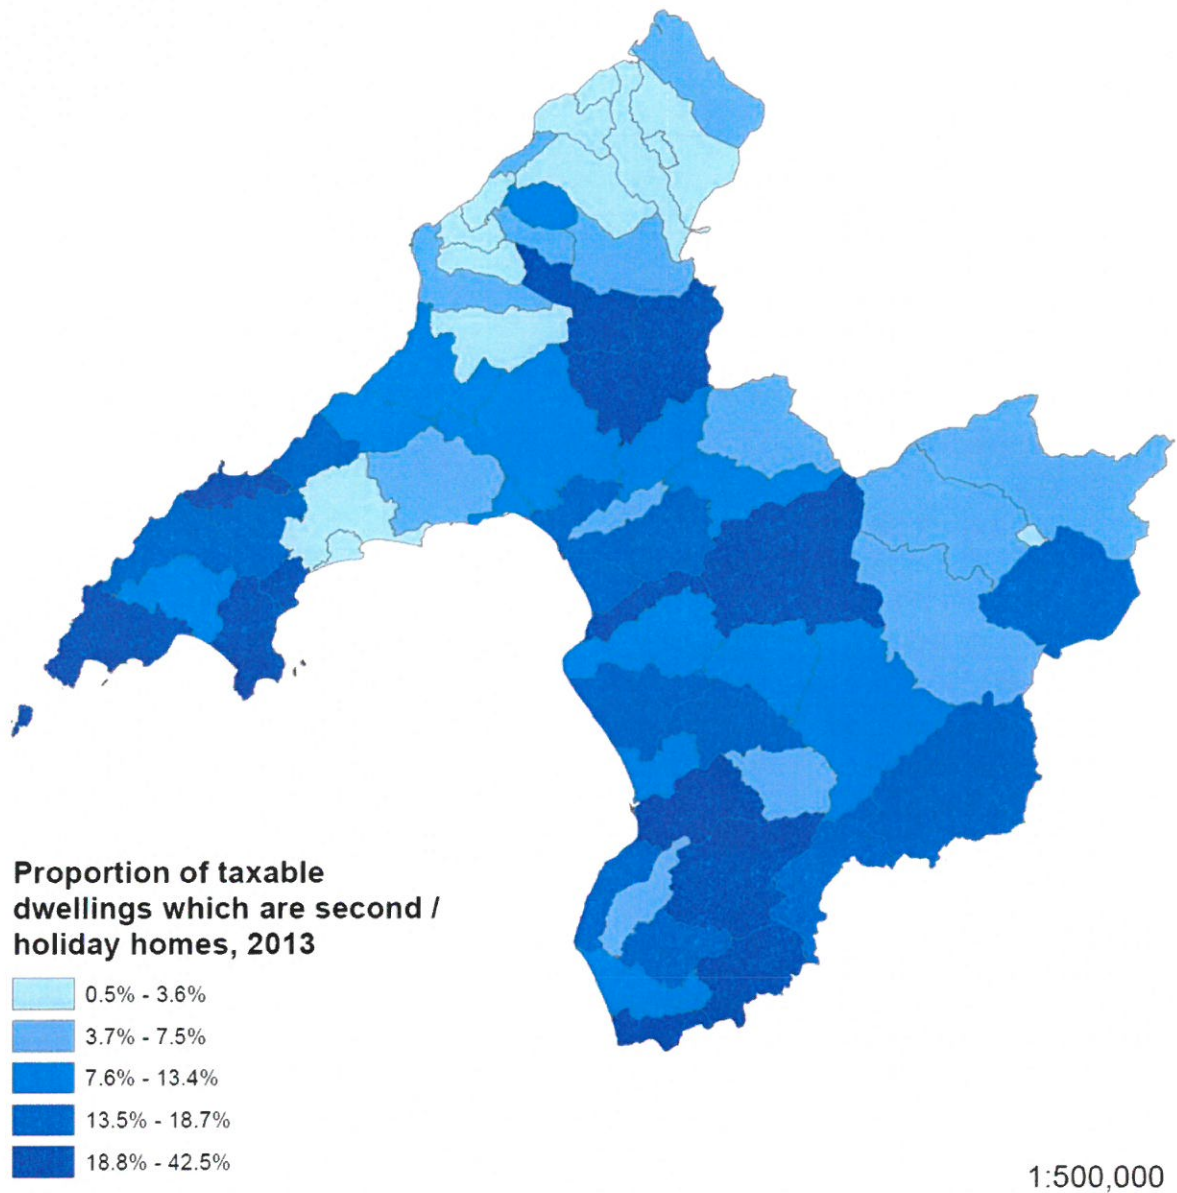 Proportion of taxable
dwellings which are second /
holiday homes, 2013
0.5% - 3.6%
3.7% - 7.5%
7.6% - 13.4%
13.5% - 18.7%
18.8% - 42.5%
1:500,000